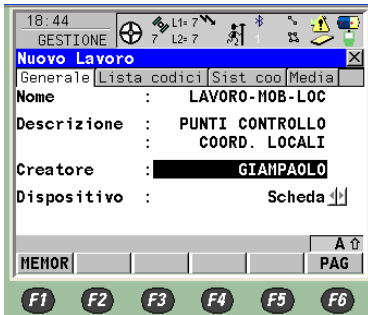 18:44
GESTIONE
7
L1= 7
L2= 7
1
Nuovo Lavoro
Generale Lista codici Sist coo Media
Nome : LAVORO-MOB-LOC
Descrizione : PUNTI CONTROLLO
: COORD. LOCALI
Creatore : GIAMPAOLO
Dispositivo : Scheda
A
MEMOR PAG
F1 F2 F3 F4 F5 F6